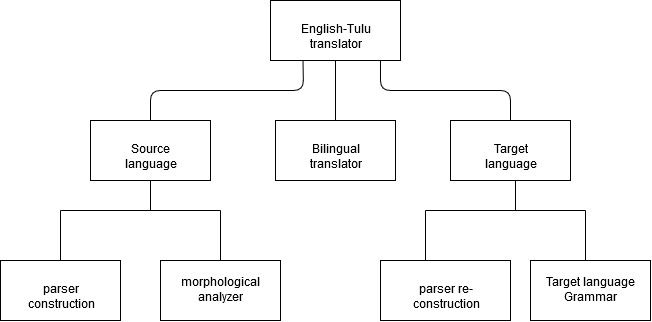 English-Tulu
translator
Source
language
Bilingual
translator
Target
language
parser
construction
morphological
analyzer
parser re-
construction
Target language
Grammar